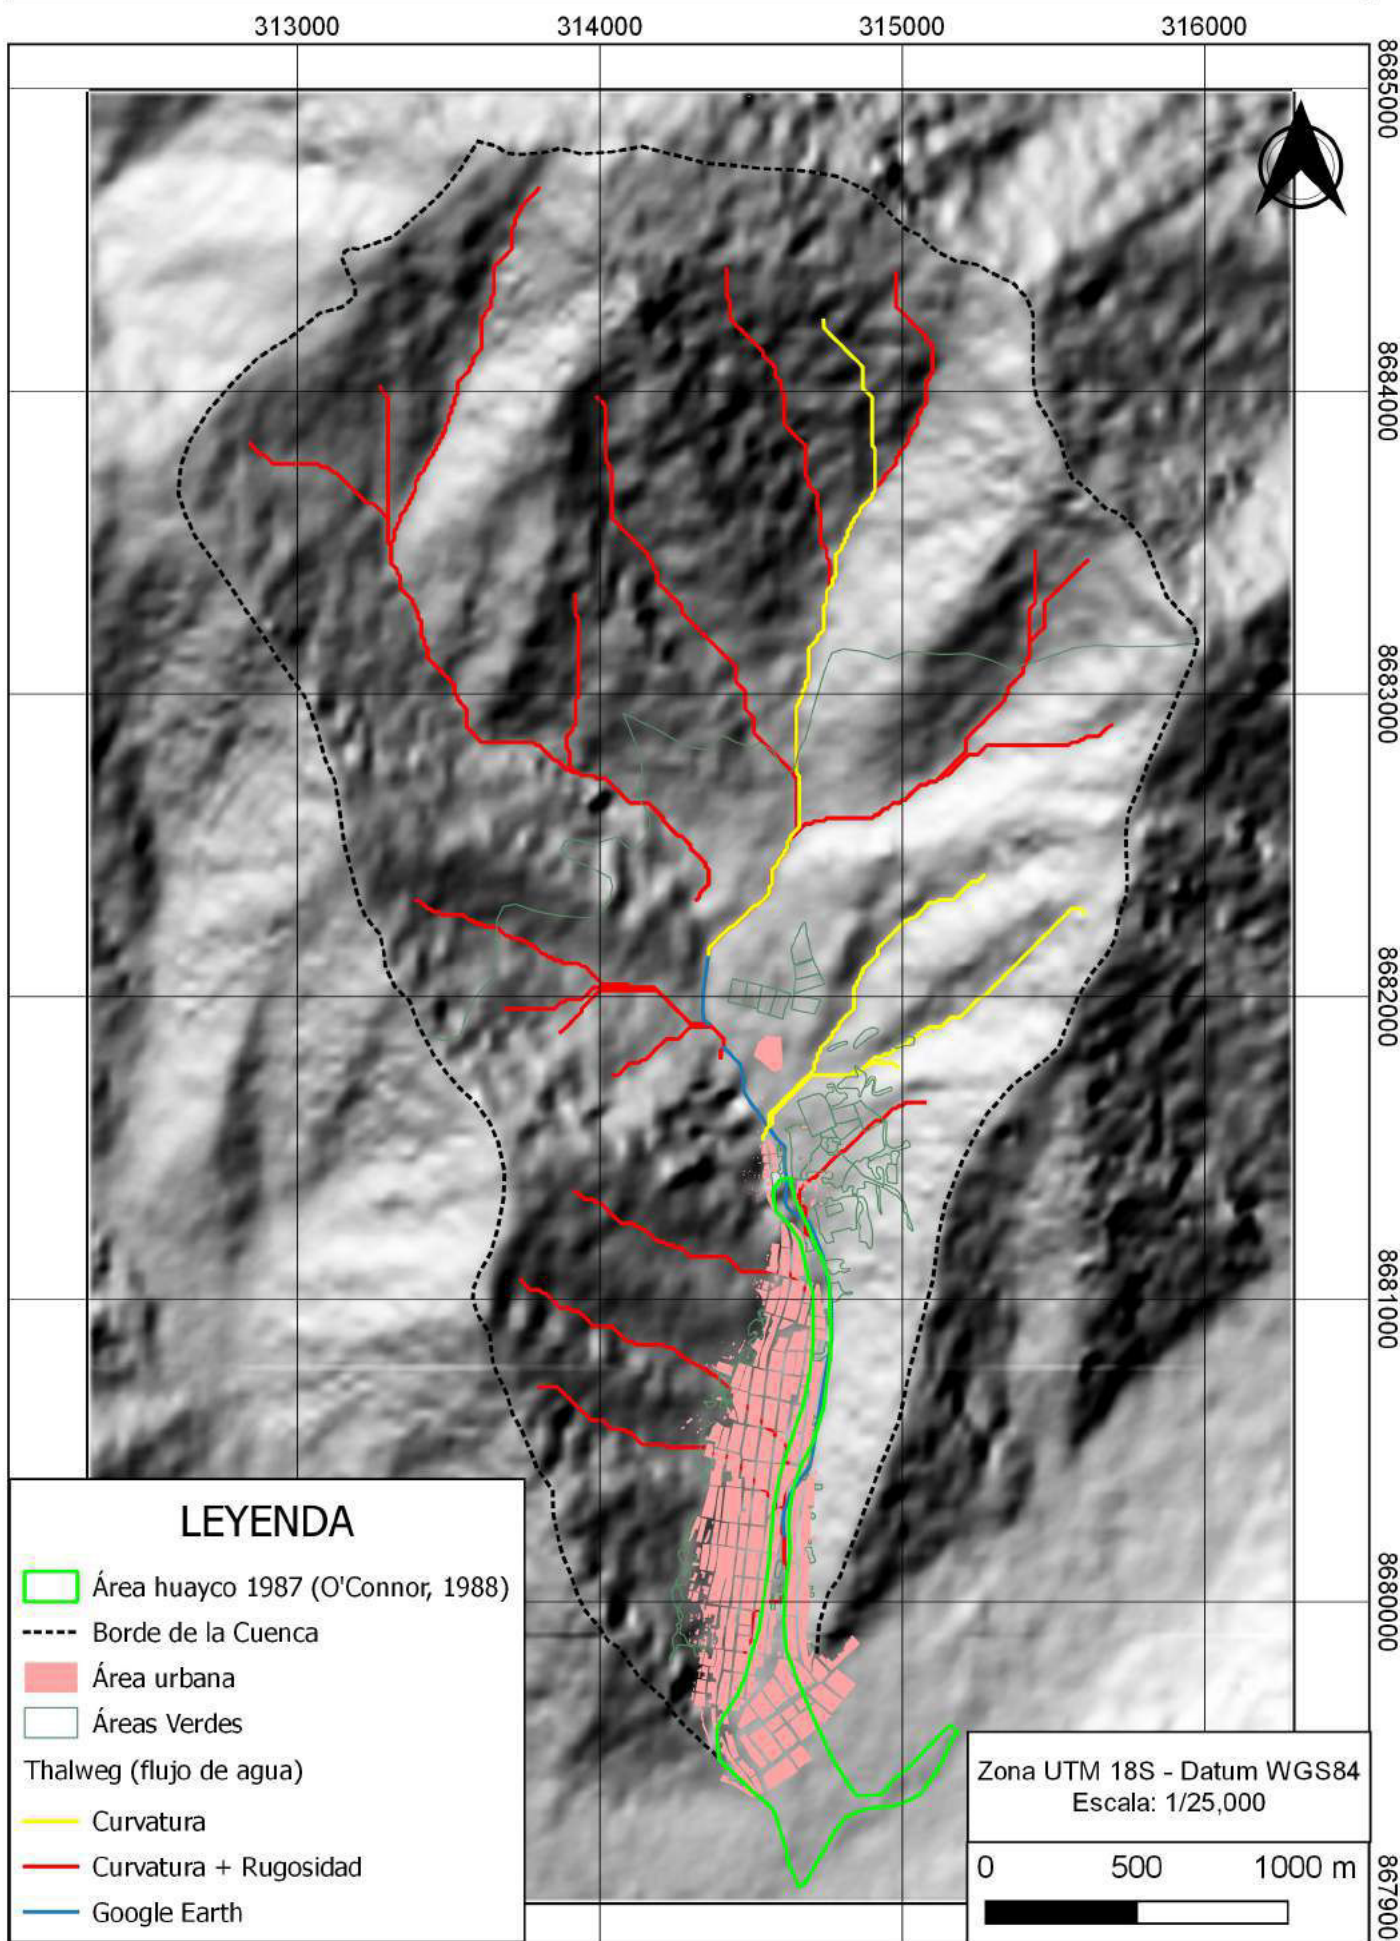 313000 314000 315000 316000
8685000
8684000
8683000
8682000
8681000
8680000
8679000
LEYENDA
Área huayco 1987 (O'Connor, 1988)
Borde de la Cuenca
Área urbana
Áreas Verdes
Thalweg (flujo de agua)
Curvatura
Curvatura + Rugosidad
Google Earth
Zona UTM 18S - Datum WGS84
Escala: 1/25,000
0 500 1000 m